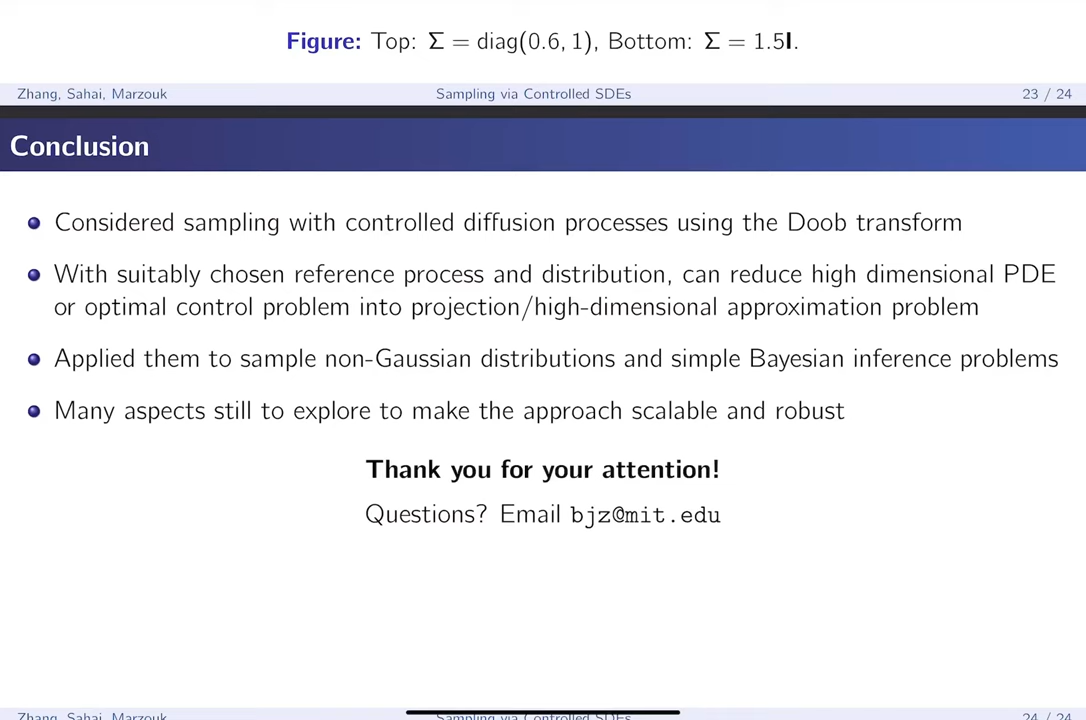 Figure: Top: Σ = diag(0.6, 1), Bottom: Σ = 1.5I.
Zhang, Sahai, Marzouk Sampling via Controlled SDEs 23 / 24
Conclusion
Considered sampling with controlled diffusion processes using the Doob transform
With suitably chosen reference process and distribution, can reduce high dimensional PDE
or optimal control problem into projection/high-dimensional approximation problem
Applied them to sample non-Gaussian distributions and simple Bayesian inference problems
Many aspects still to explore to make the approach scalable and robust
Thank you for your attention!
Questions? Email bjz@mit.edu
Zhang, Sahai, Marzouk Sampling via Controlled SDEs 24 / 24